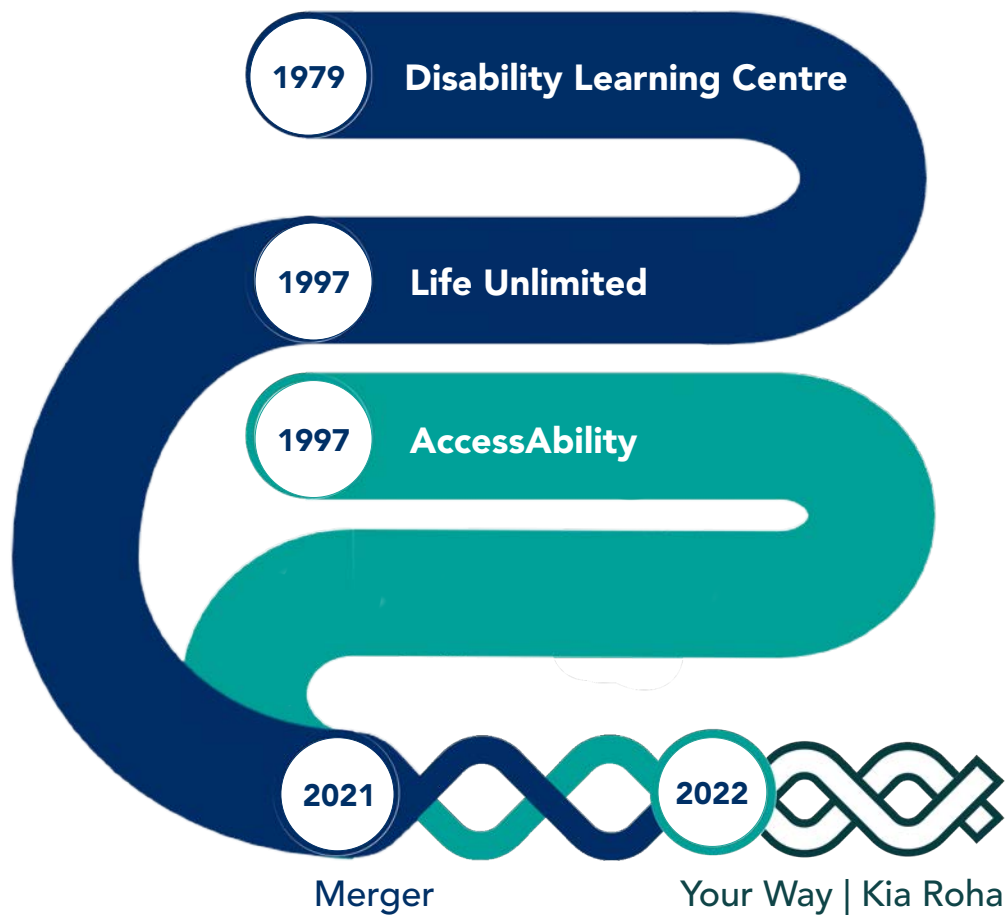 1979 Disability Learning Centre
1997 Life Unlimited
1997 AccessAbility
2021 2022
Merger Your Way | Kia Roha